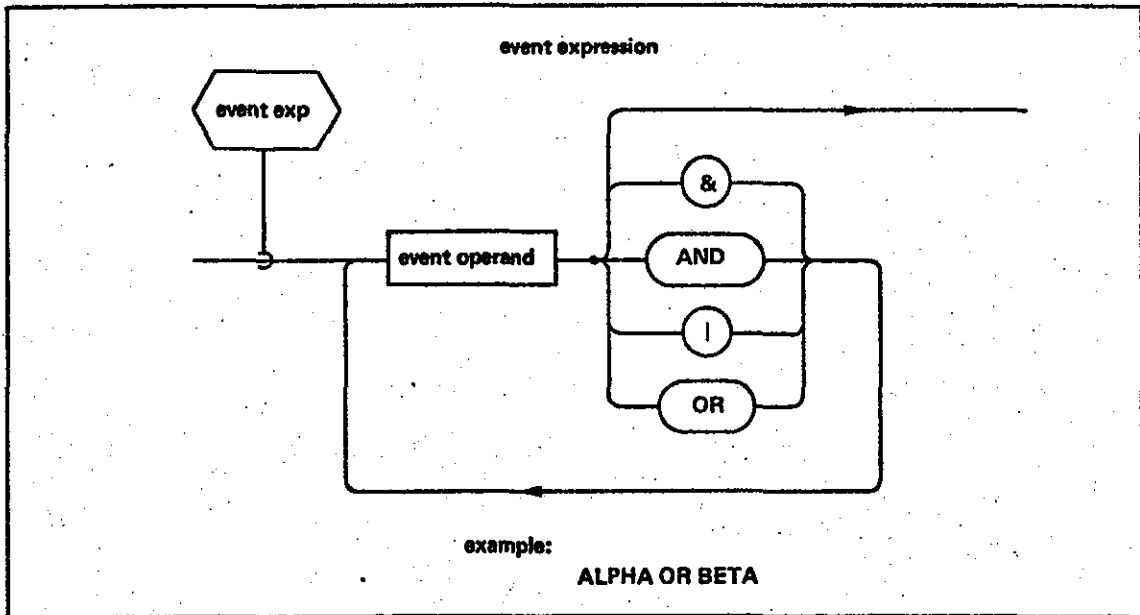 event expression
event exp
&
event operand
AND
|
OR
example:
ALPHA OR BETA